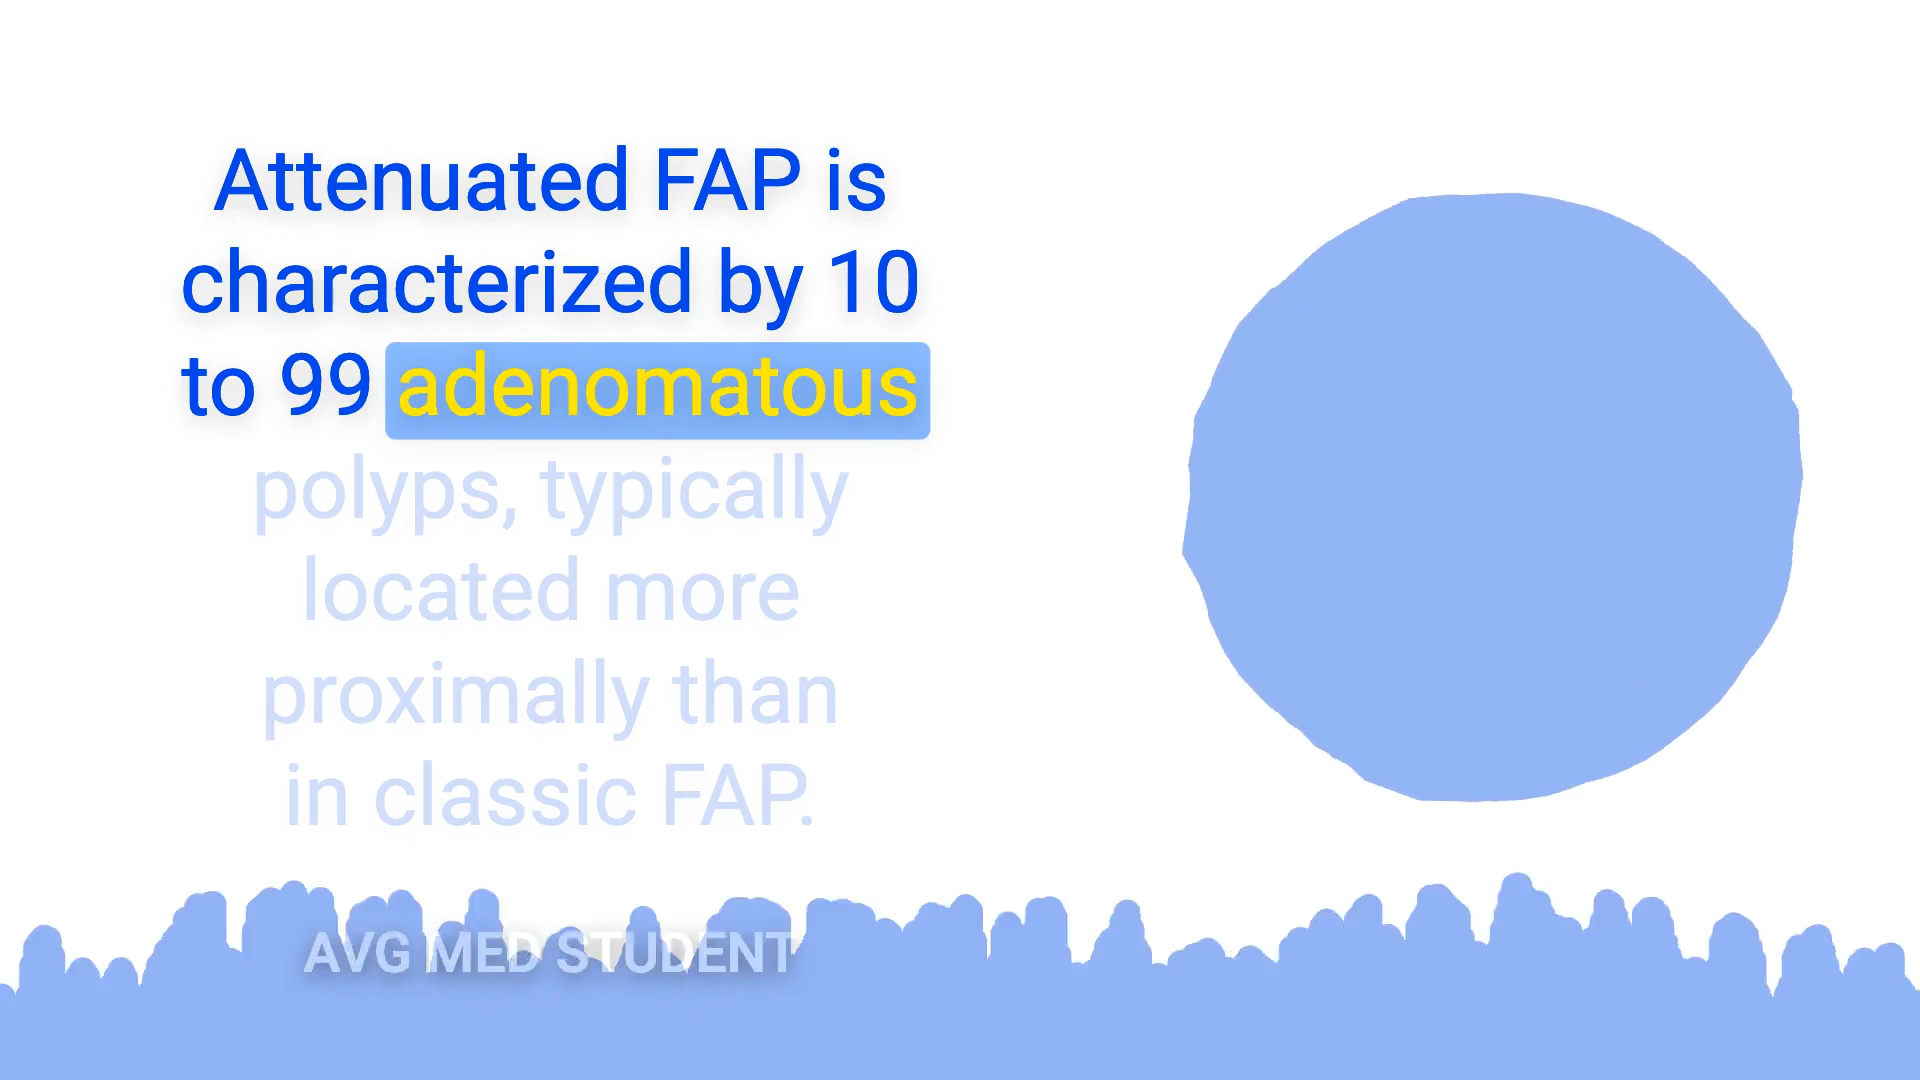 Attenuated FAP is
characterized by 10
to 99 adenomatous
polyps, typically
located more
proximally than
in classic FAP.
AVG MED STUDENT